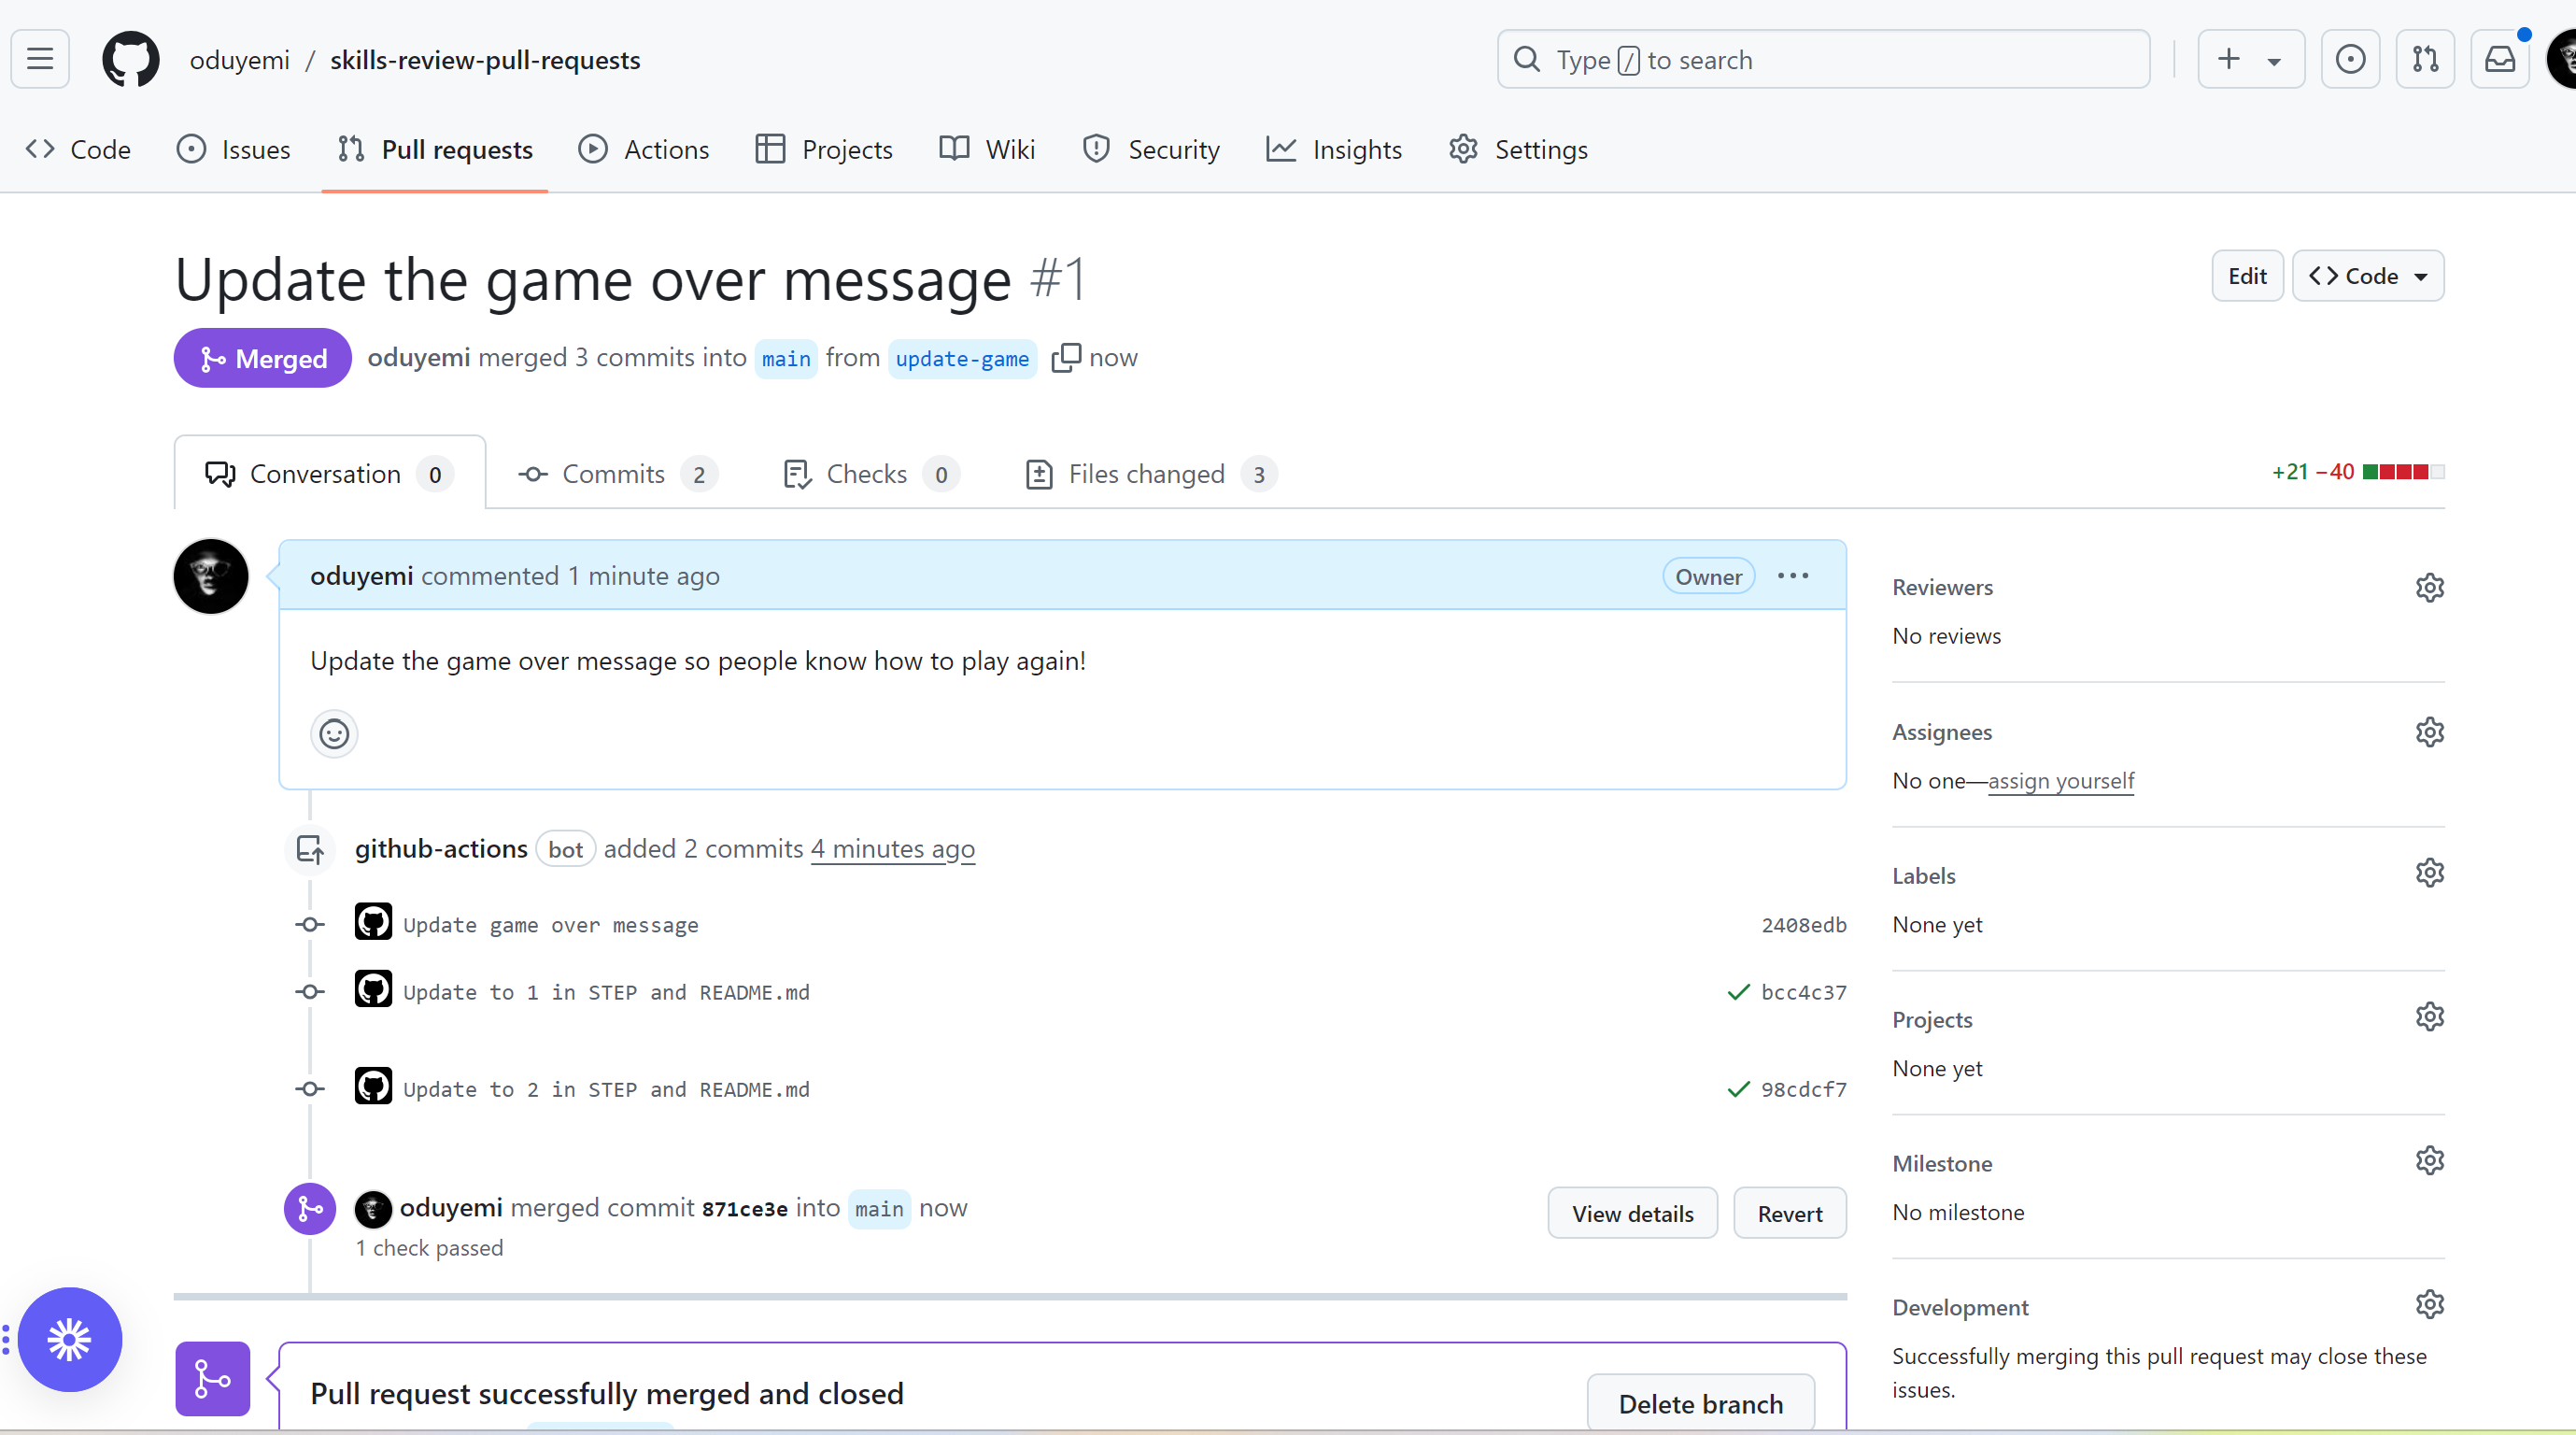 oduyemi / skills-review-pull-requests
Type / to search
Code
Issues
Pull requests
Actions
Projects
Wiki
Security
Insights
Settings
Update the game over message #1
Edit
Code
Merged
oduyemi merged 3 commits into main from update-game now
Conversation 0
Commits 2
Checks 0
Files changed 3
+21 −40
oduyemi commented 1 minute ago
Owner
Update the game over message so people know how to play again!
github-actions bot added 2 commits 4 minutes ago
Update game over message 2408edb
Update to 1 in STEP and README.md bcc4c37
Update to 2 in STEP and README.md 98cdcf7
oduyemi merged commit 871ce3e into main now
1 check passed
View details
Revert
Pull request successfully merged and closed
Delete branch
Reviewers
No reviews
Assignees
No one—assign yourself
Labels
None yet
Projects
None yet
Milestone
No milestone
Development
Successfully merging this pull request may close these
issues.